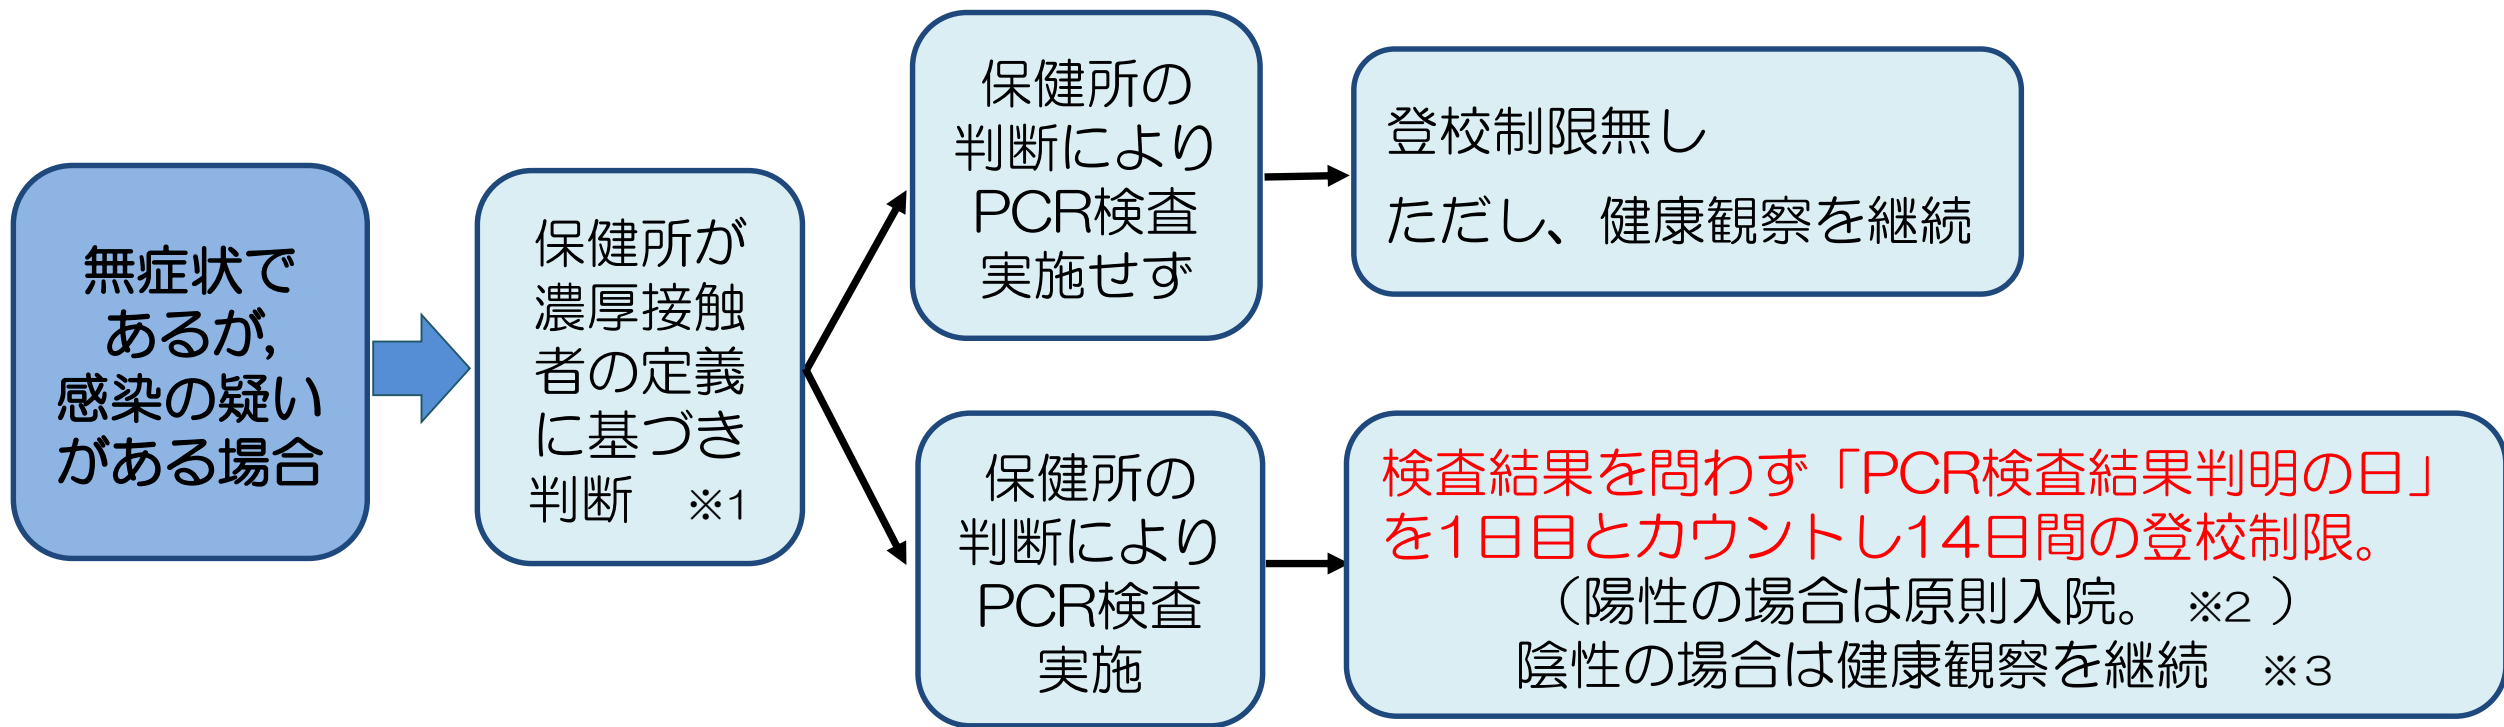 無症状で
あるが,
感染の疑い
がある場合
保健所が
濃厚接触
者の定義
に基づき
判断　※1
保健所の
判断により
PCR検査
実施せず
登校制限無し
ただし、健康観察を継続
保健所の
判断により
PCR検査
実施
検査結果を問わず「PCR検査結果判明の日」
を1日目とカウントし14日間の登校制限。
（陽性の場合は原則入院。※2 ）
陰性の場合は健康観察を継続　※3